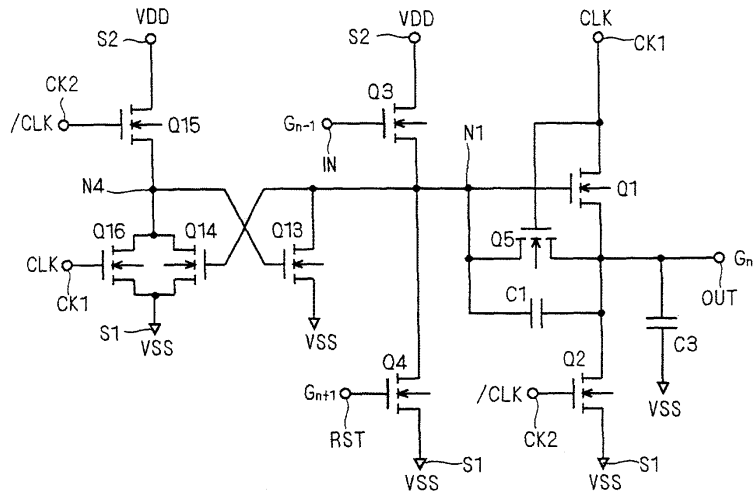 VDD
VDD
CLK
S2
S2
CK1
CK2
Q3
/CLK
Q15
Gn-1
N1
IN
N4
Q1
Q16
Q14
Q13
Q5
CLK
Gn
CK1
C1
OUT
S1
C3
VSS
VSS
Q4
Q2
VSS
Gn+1
/CLK
RST
CK2
S1
S1
VSS
VSS